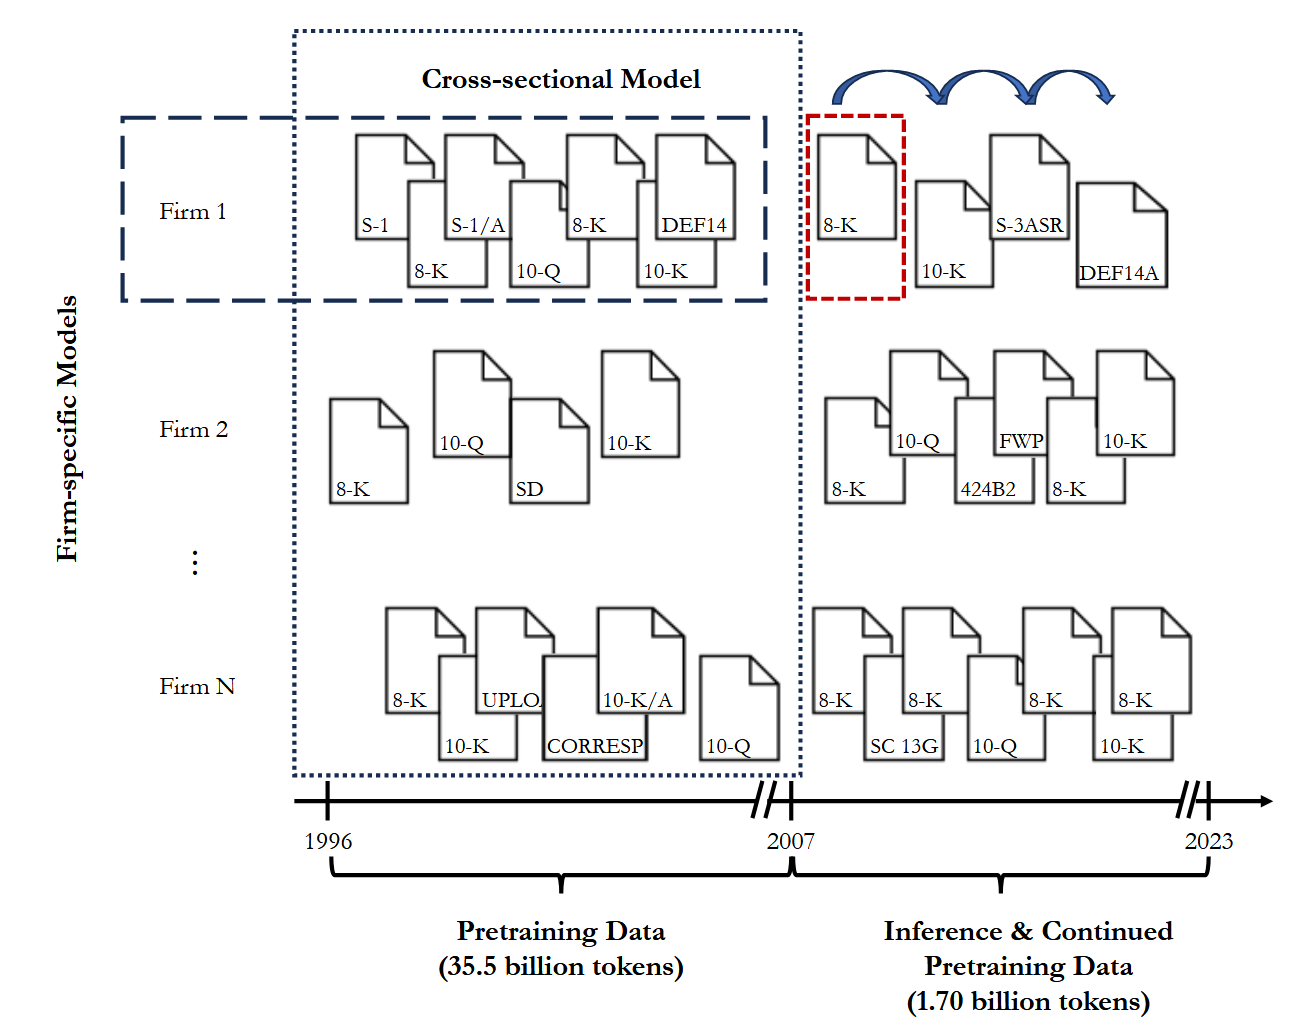 Cross-sectional Model
Firm-specific Models
Firm 1
S-1
S-1/A
8-K
DEF14
8-K
10-Q
10-K
8-K
S-3ASR
10-K
DEF14A
Firm 2
10-Q
10-K
8-K
SD
10-Q
FWP
10-K
8-K
424B2
8-K
⋮
Firm N
8-K
UPLO
10-K/A
10-K
CORRESP
10-Q
8-K
8-K
8-K
8-K
SC 13G
10-Q
10-K
1996
2007
2023
Pretraining Data
(35.5 billion tokens)
Inference & Continued
Pretraining Data
(1.70 billion tokens)